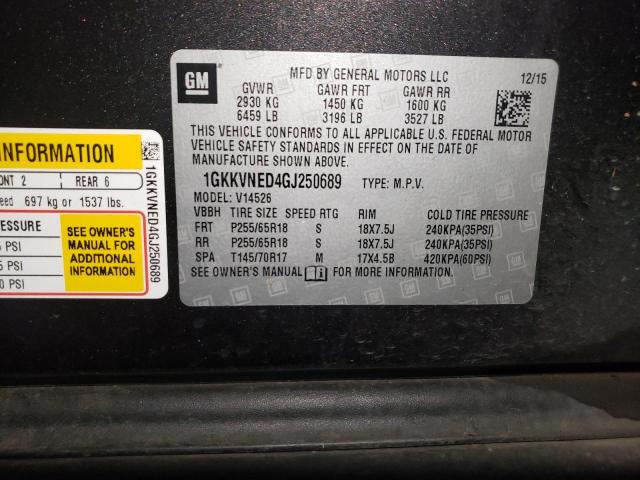 GM
MFD BY GENERAL MOTORS LLC 12/15
GVWR GAWR FRT GAWR RR
2930 KG 1450 KG 1600 KG
6459 LB 3196 LB 3527 LB
THIS VEHICLE CONFORMS TO ALL APPLICABLE U.S. FEDERAL MOTOR
VEHICLE SAFETY STANDARDS IN EFFECT ON THE DATE OF
MANUFACTURE SHOWN ABOVE.
1GKKVNED4GJ250689 TYPE: M.P.V.
MODEL: V14526
VBBH TIRE SIZE SPEED RTG RIM COLD TIRE PRESSURE
FRT P255/65R18 S 18X7.5J 240KPA(35PSI)
RR P255/65R18 S 18X7.5J 240KPA(35PSI)
SPA T145/70R17 M 17X4.5B 420KPA(60PSI)
SEE OWNER'S MANUAL FOR MORE INFORMATION.
INFORMATION
ONT 2 REAR 6
eed 697 kg or 1537 lbs.
PRESSURE
5 PSI
5 PSI
0 PSI
SEE OWNER'S
MANUAL FOR
ADDITIONAL
INFORMATION
1GKKVNED4GJ250689